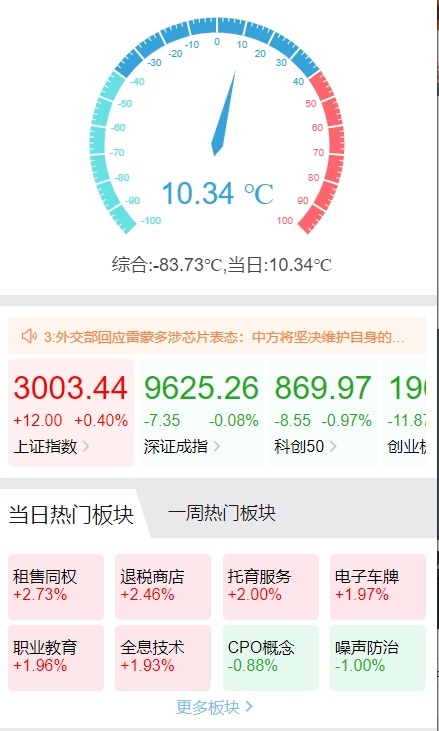 0
-10 10
-20 20
-30 30
-40 40
-50 50
-60 60
-70 70
-80 80
-90 90
-100 100
10.34 ℃
综合:-83.73℃,当日:10.34℃
3:外交部回应雷蒙多涉芯片表态：中方将坚决维护自身的…
3003.44 9625.26 869.97 190
+12.00 +0.40% -7.35 -0.08% -8.55 -0.97% -11.87
上证指数 深证成指 科创50 创业板
当日热门板块 一周热门板块
租售同权 退税商店 托育服务 电子车牌
+2.73% +2.46% +2.00% +1.97%
职业教育 全息技术 CPO概念 噪声防治
+1.96% +1.93% -0.88% -1.00%
更多板块